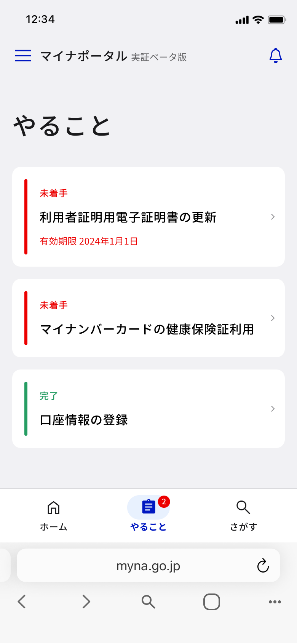 12:34
マイナポータル 実証ベータ版
やること
未着手
利用者証明用電子証明書の更新
有効期限 2024年1月1日
未着手
マイナンバーカードの健康保険証利用
完了
口座情報の登録
2
ホーム
やること
さがす
myna.go.jp